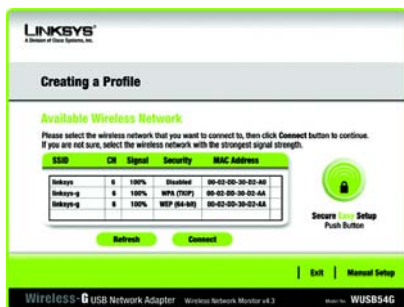 LINKSYS®
A Division of Cisco Systems, Inc.
Creating a Profile
Available Wireless Network
Please select the wireless network that you want to connect to, then click Connect button to continue.
If you are not sure, select the wireless network with the strongest signal strength.
SSID CH Signal Security MAC Address
linksys 6 100% Disabled 00-02-DD-30-D2-A0
linksys-g 6 100% WPA (TKIP) 00-02-DD-30-D2-AA
linksys-g 6 100% WEP (64-bit) 00-02-DD-30-D2-EA
Refresh Connect
Secure Easy Setup
Push Button
Exit Manual Setup
Wireless-G USB Network Adapter Wireless Network Monitor v4.3 Model No. WUSB54G